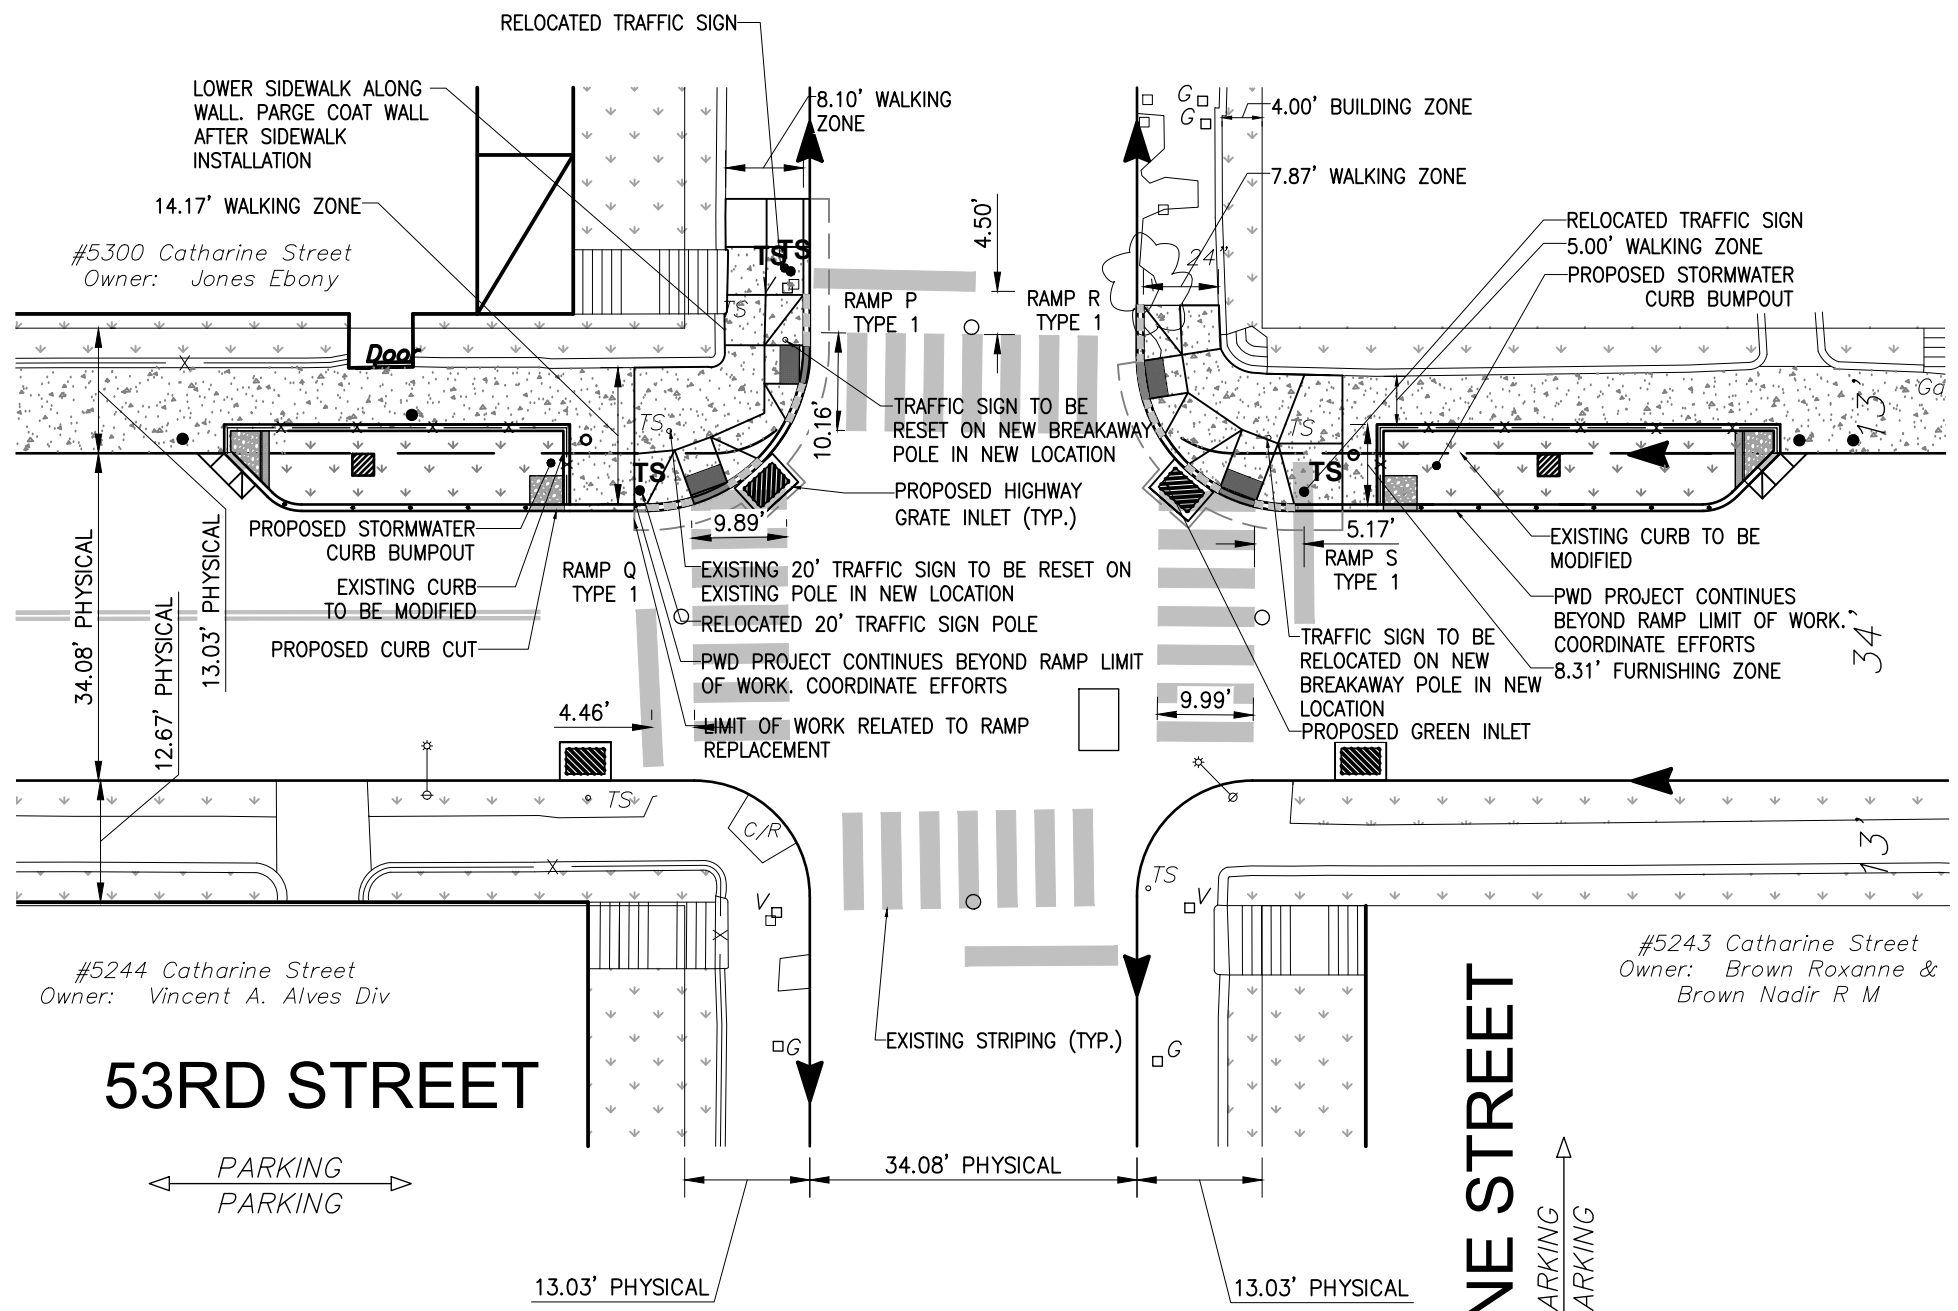 RELOCATED TRAFFIC SIGN
LOWER SIDEWALK ALONG
WALL. PARGE COAT WALL
AFTER SIDEWALK
INSTALLATION
8.10' WALKING
ZONE
G
G
4.00' BUILDING ZONE
7.87' WALKING ZONE
14.17' WALKING ZONE
4.50'
RELOCATED TRAFFIC SIGN
5.00' WALKING ZONE
PROPOSED STORMWATER
CURB BUMPOUT
#5300 Catharine Street
Owner: Jones Ebony
TS
TS
24"
RAMP P
TYPE 1
RAMP R
TYPE 1
TS
Door
X
Ga
13'
10.16'
TRAFFIC SIGN TO BE
RESET ON NEW BREAKAWAY
POLE IN NEW LOCATION
TS
TS
X X X
X X X X
TS
TS
PROPOSED HIGHWAY
GRATE INLET (TYP.)
9.89'
5.17'
RAMP S
TYPE 1
PROPOSED STORMWATER
CURB BUMPOUT
EXISTING CURB
TO BE MODIFIED
PROPOSED CURB CUT
RAMP Q
TYPE 1
EXISTING CURB TO BE
MODIFIED
EXISTING 20' TRAFFIC SIGN TO BE RESET ON
EXISTING POLE IN NEW LOCATION
RELOCATED 20' TRAFFIC SIGN POLE
PWD PROJECT CONTINUES
BEYOND RAMP LIMIT OF WORK.
COORDINATE EFFORTS
34'
8.31' FURNISHING ZONE
PWD PROJECT CONTINUES BEYOND RAMP LIMIT
OF WORK. COORDINATE EFFORTS
TRAFFIC SIGN TO BE
RELOCATED ON NEW
BREAKAWAY POLE IN NEW
LOCATION
PROPOSED GREEN INLET
34.08' PHYSICAL
12.67' PHYSICAL
13.03' PHYSICAL
4.46'
9.99'
LIMIT OF WORK RELATED TO RAMP
REPLACEMENT
TS
C/R
X
13'
TS
V
V
X
#5244 Catharine Street
Owner: Vincent A. Alves Div
#5243 Catharine Street
Owner: Brown Roxanne &
Brown Nadir R M
EXISTING STRIPING (TYP.)
G
G
53RD STREET
NE STREET
PARKING
PARKING
34.08' PHYSICAL
13.03' PHYSICAL
13.03' PHYSICAL
ARKING
ARKING